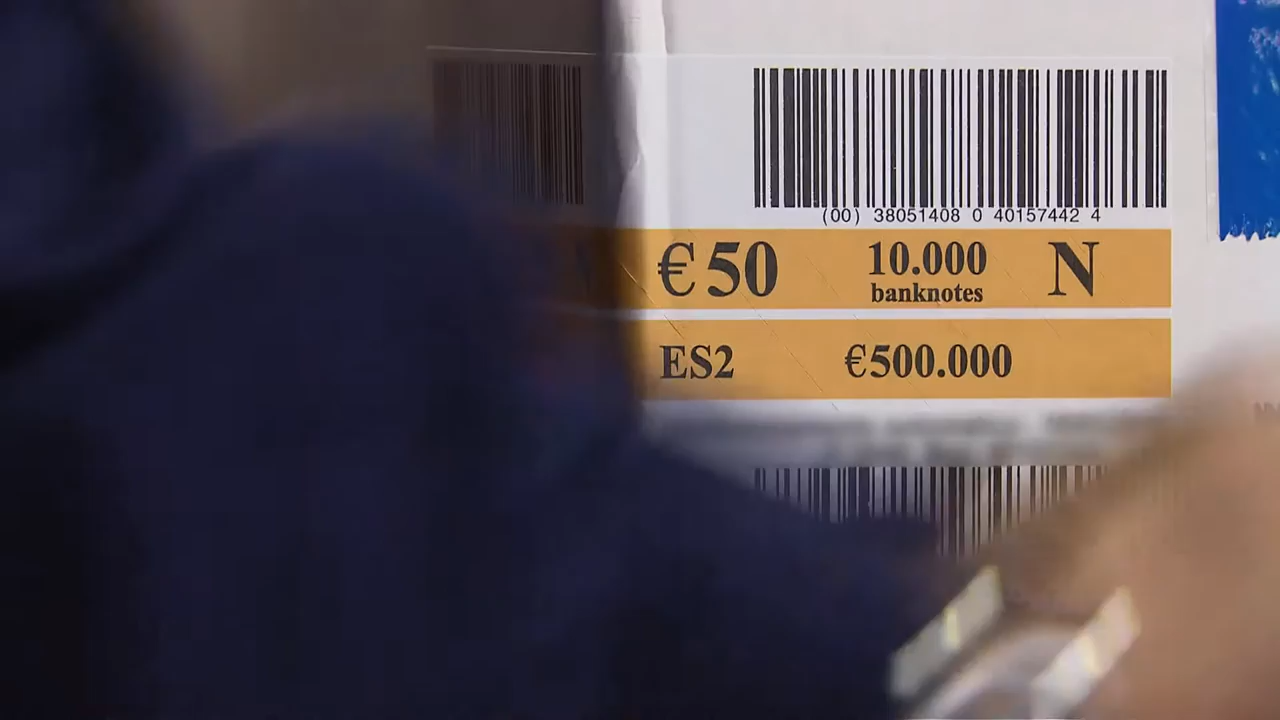 (00) 38051408 0 40157442 4
€50 10.000 N
banknotes
ES2 €500.000